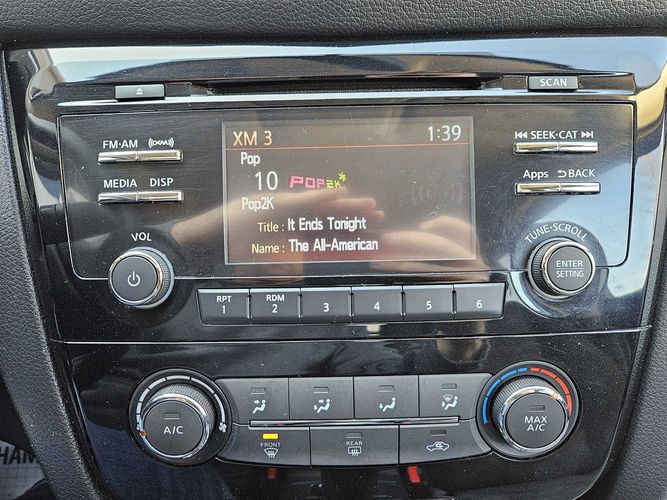 SCAN
FM·AM (((XM)))
XM 3 1:39
SEEK·CAT
Pop
MEDIA DISP
10 POP2K*
Apps BACK
Pop2K
Title : It Ends Tonight
Name : The All-American
VOL
TUNE·SCROLL
ENTER
SETTING
RPT
1
RDM
2
3
4
5
6
A/C
MAX
A/C
FRONT
REAR